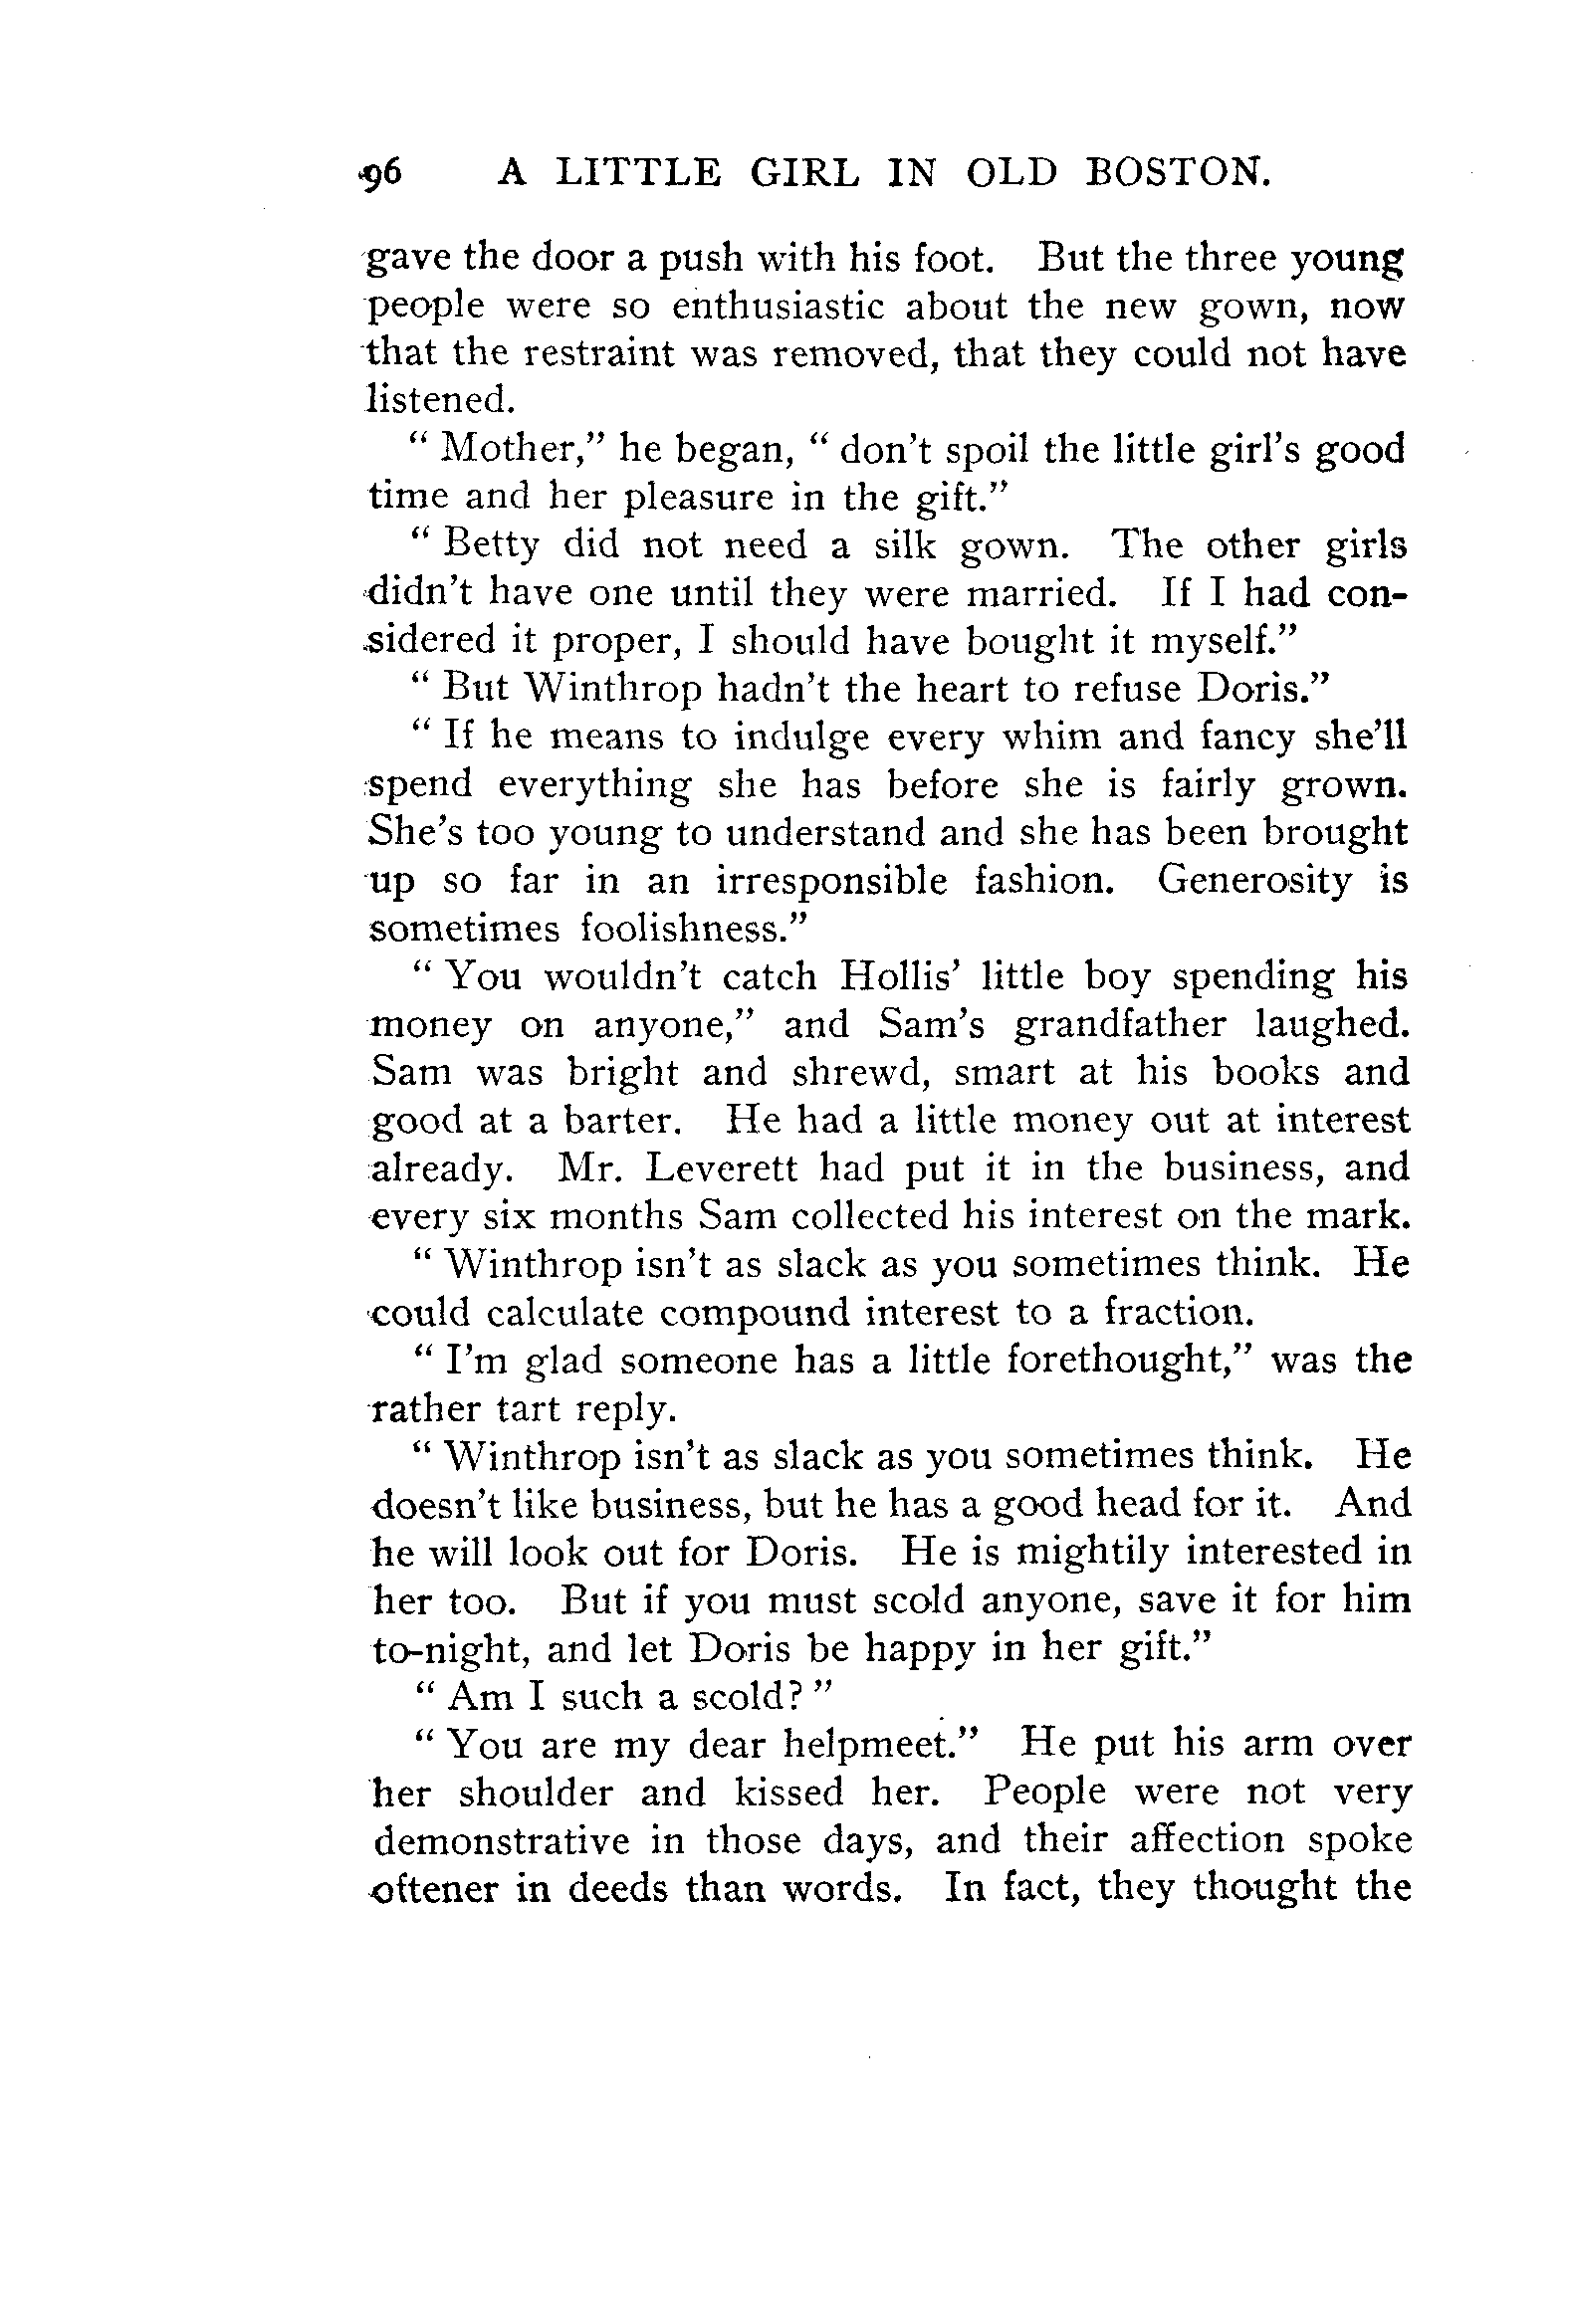 96 A LITTLE GIRL IN OLD BOSTON.
gave the door a push with his foot. But the three young
people were so enthusiastic about the new gown, now
that the restraint was removed, that they could not have
listened.
“ Mother,” he began, “ don't spoil the little girl's good
time and her pleasure in the gift.”
“ Betty did not need a silk gown. The other girls
didn't have one until they were married. If I had con-
sidered it proper, I should have bought it myself.”
“ But Winthrop hadn't the heart to refuse Doris.”
“ If he means to indulge every whim and fancy she'll
spend everything she has before she is fairly grown.
She's too young to understand and she has been brought
up so far in an irresponsible fashion. Generosity is
sometimes foolishness.”
“ You wouldn't catch Hollis' little boy spending his
money on anyone,” and Sam's grandfather laughed.
Sam was bright and shrewd, smart at his books and
good at a barter. He had a little money out at interest
already. Mr. Leverett had put it in the business, and
every six months Sam collected his interest on the mark.
“ Winthrop isn't as slack as you sometimes think. He
could calculate compound interest to a fraction.
“ I'm glad someone has a little forethought,” was the
rather tart reply.
“ Winthrop isn't as slack as you sometimes think. He
doesn't like business, but he has a good head for it. And
he will look out for Doris. He is mightily interested in
her too. But if you must scold anyone, save it for him
to-night, and let Doris be happy in her gift.”
“ Am I such a scold? ”
“ You are my dear helpmeet.” He put his arm over
her shoulder and kissed her. People were not very
demonstrative in those days, and their affection spoke
oftener in deeds than words. In fact, they thought the